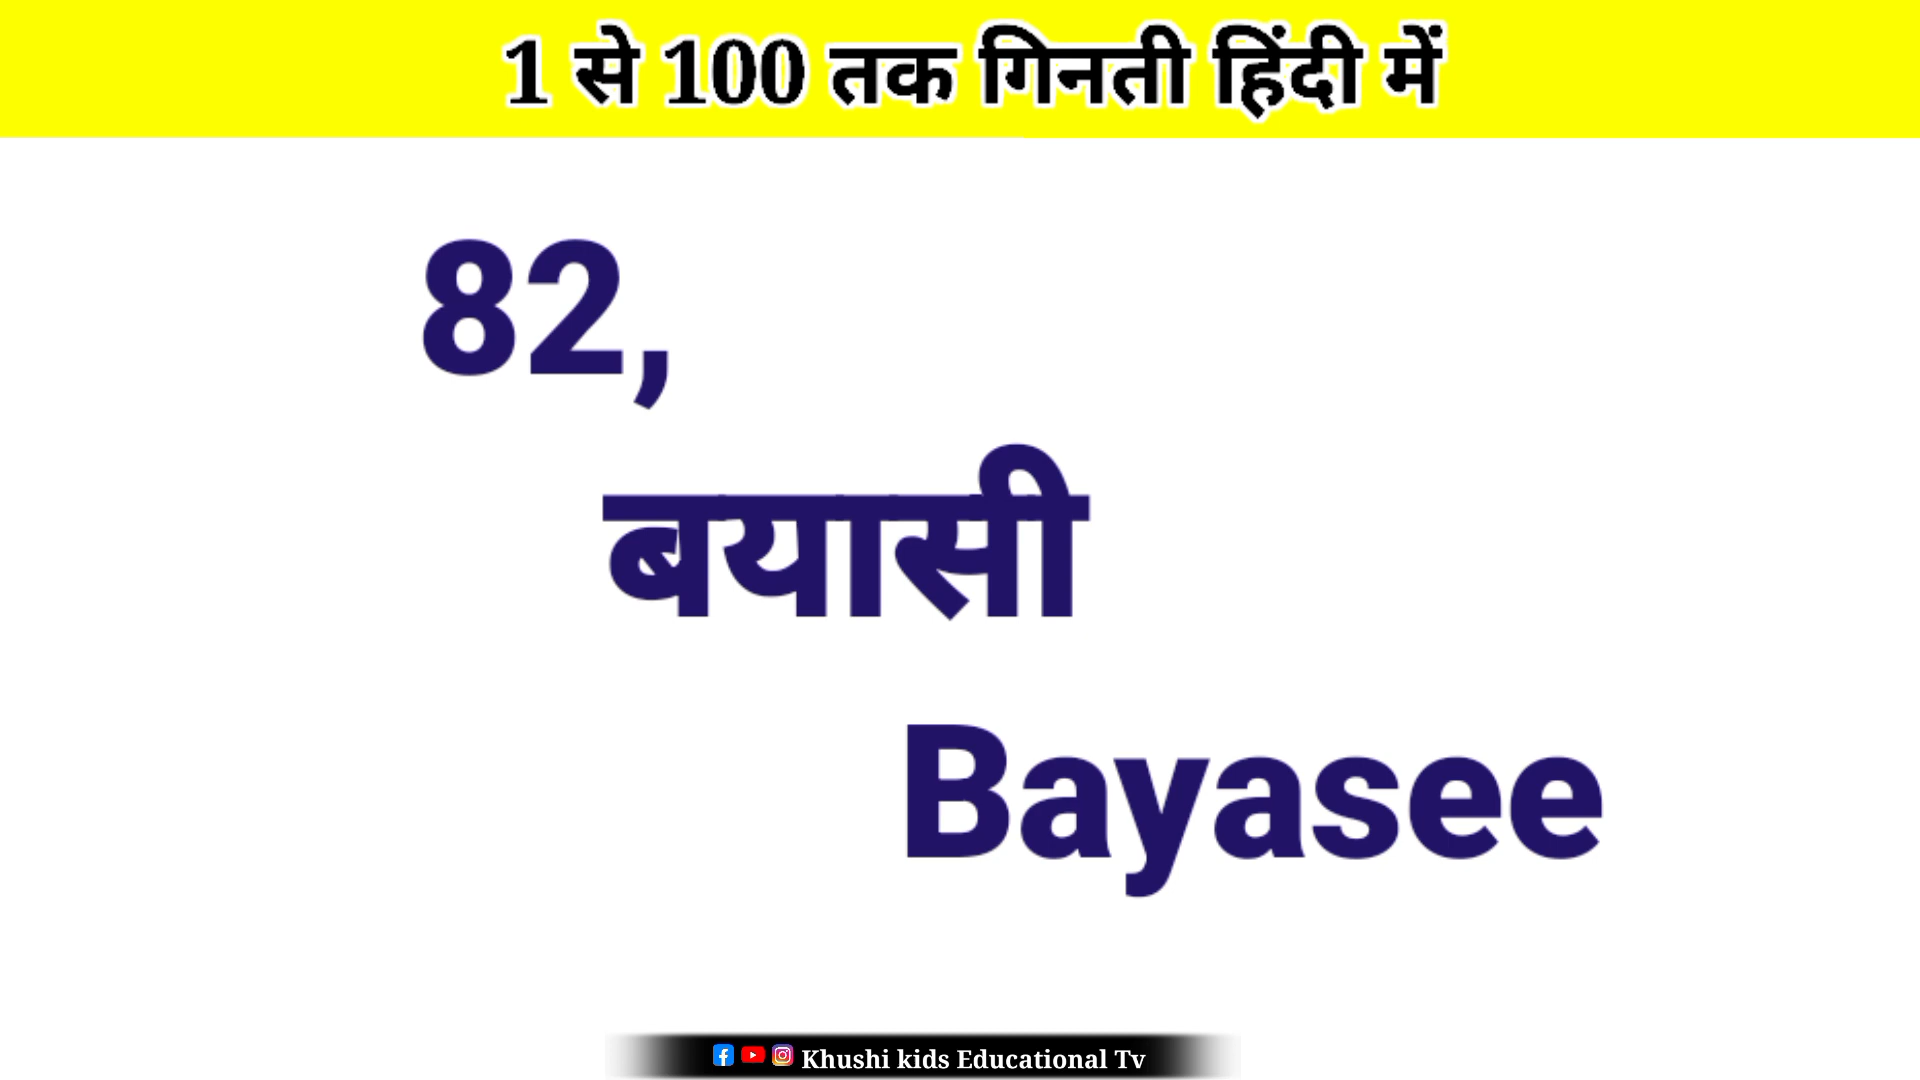 1 से 100 तक गिनती हिंदी में
82,
बयासी
Bayasee
Khushi kids Educational Tv